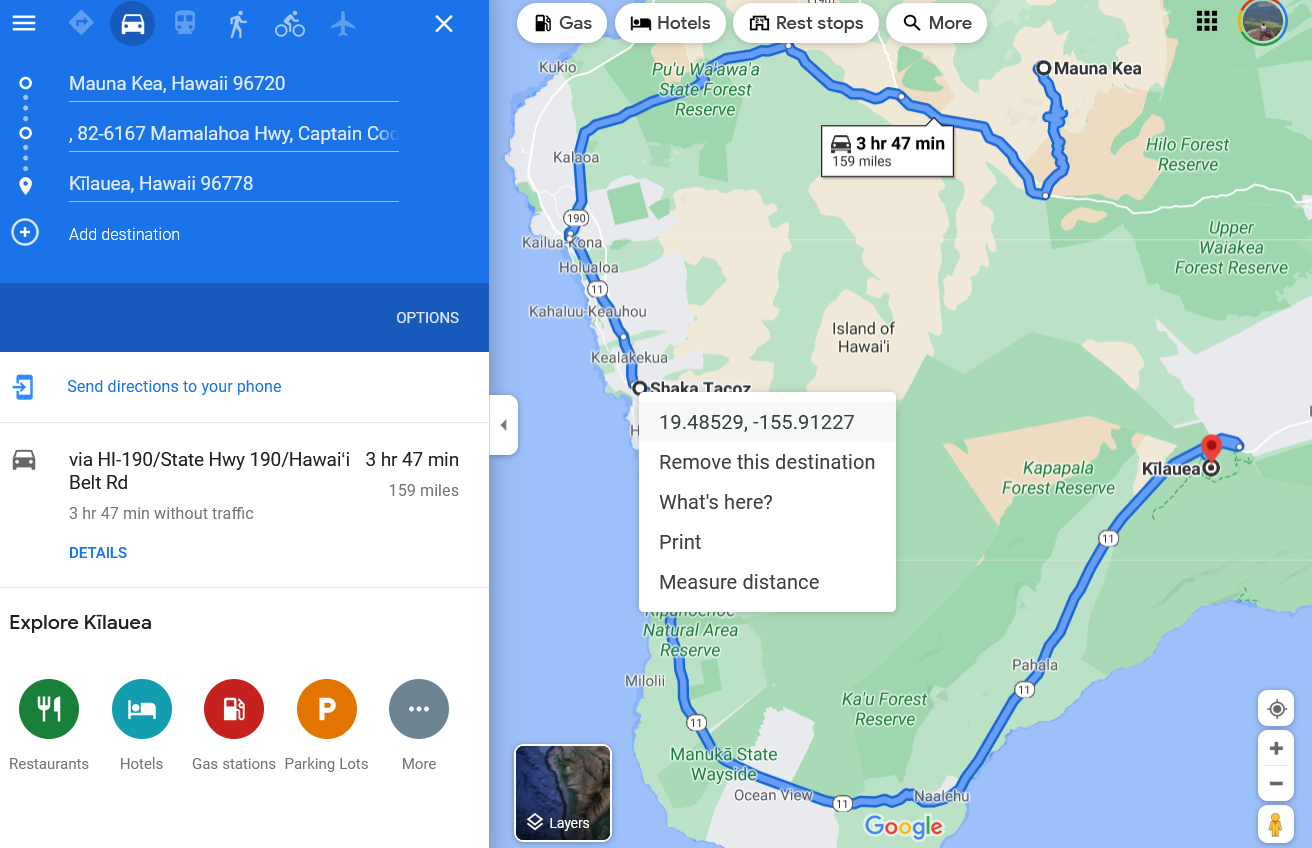 Mauna Kea, Hawaii 96720
, 82-6167 Mamalahoa Hwy, Captain
Kīlauea, Hawaii 96778
Add destination
OPTIONS
Send directions to your phone
via HI-190/State Hwy 190/Hawaiʻi
Belt Rd
3 hr 47 min
159 miles
3 hr 47 min without traffic
DETAILS
Explore Kīlauea
Restaurants
Hotels
Gas stations
Parking Lots
More
Gas
Hotels
Rest stops
More
Kukio
Pu'u Wa'awa'a
State Forest
Reserve
Mauna Kea
3 hr 47 min
159 miles
Hilo Forest
Reserve
Kalaoa
190
Kailua-Kona
Holualoa
11
Upper
Waiakea
Forest Reserve
Kahaluu-Keauhou
Island of
Hawai'i
Kealakekua
Shaka Tacoz
19.48529, -155.91227
Remove this destination
What's here?
Print
Measure distance
Kapapala
Forest Reserve
Kīlauea
11
Kipahoehoe
Natural Area
Reserve
Milolii
Pahala
11
Ka'u Forest
Reserve
11
Manukā State
Wayside
Ocean View
11
Naalehu
Layers
Google